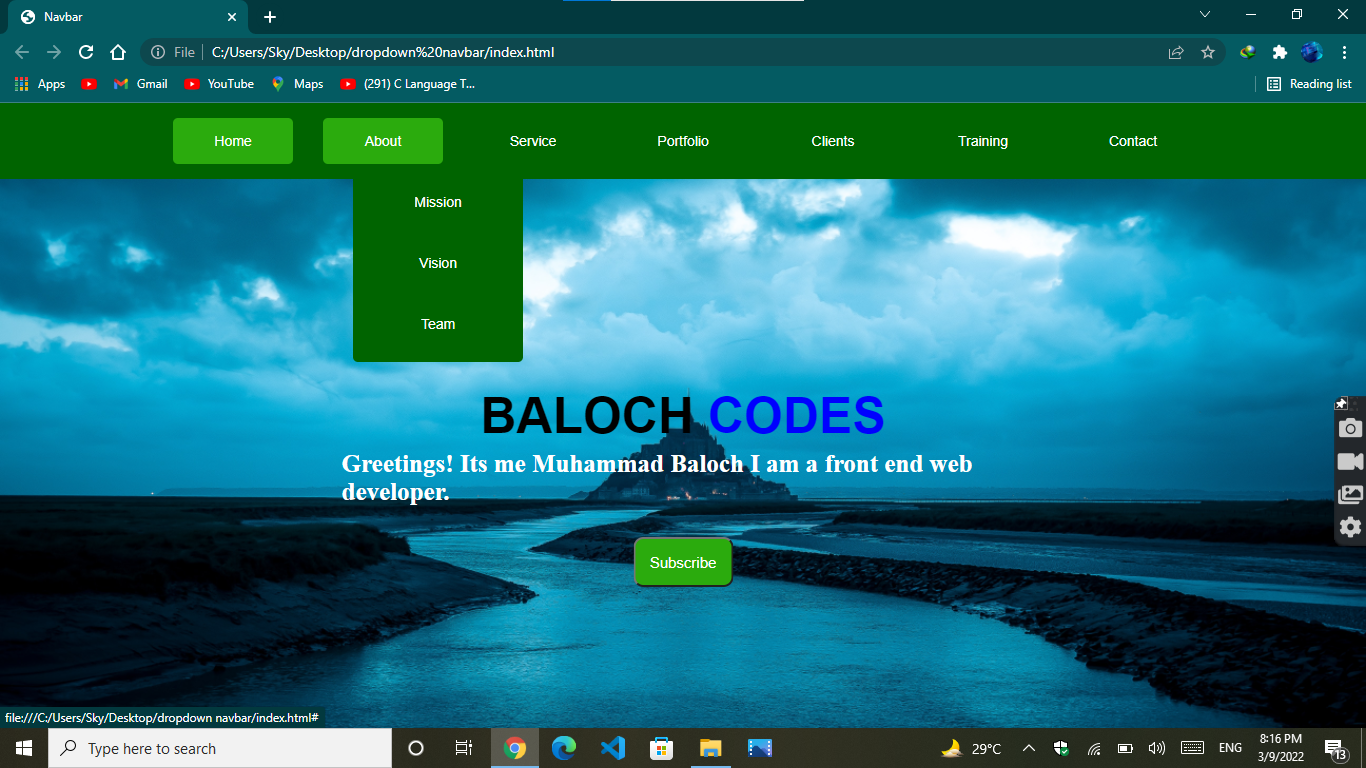 Navbar
File C:/Users/Sky/Desktop/dropdown%20navbar/index.html
Apps Gmail YouTube Maps (291) C Language T... Reading list
Home About Service Portfolio Clients Training Contact
Mission
Vision
Team
BALOCH CODES
Greetings! Its me Muhammad Baloch I am a front end web
developer.
Subscribe
file:///C:/Users/Sky/Desktop/dropdown navbar/index.html#
Type here to search 29°C ENG 8:16 PM
3/9/2022
13